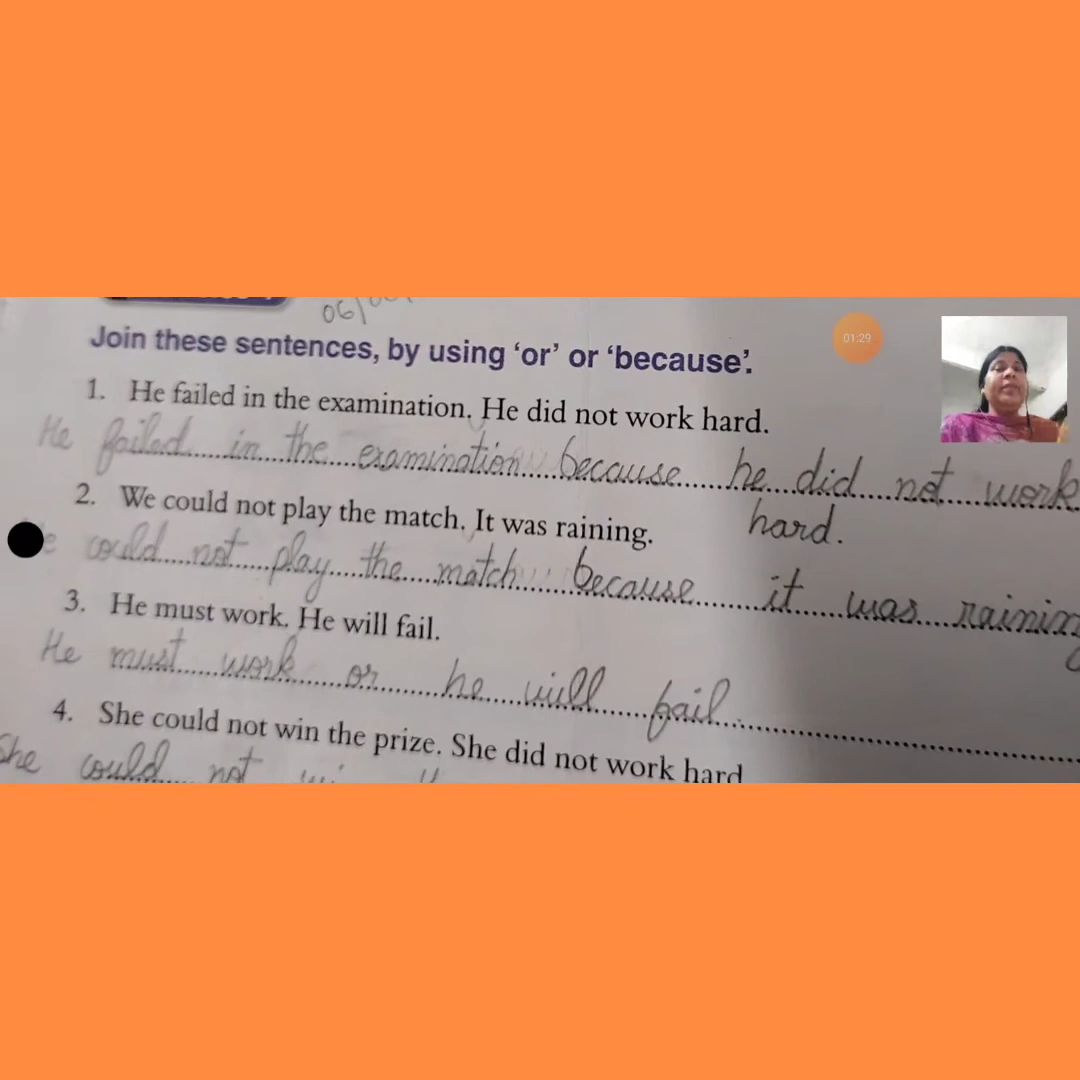 06/
01:29
Join these sentences, by using ‘or’ or ‘because’.
1. He failed in the examination. He did not work hard.
He failed in the examination because he did not work
hard.
2. We could not play the match. It was raining.
could not play the match because it was raining
3. He must work. He will fail.
He must work or he will fail.
4. She could not win the prize. She did not work hard
She could not